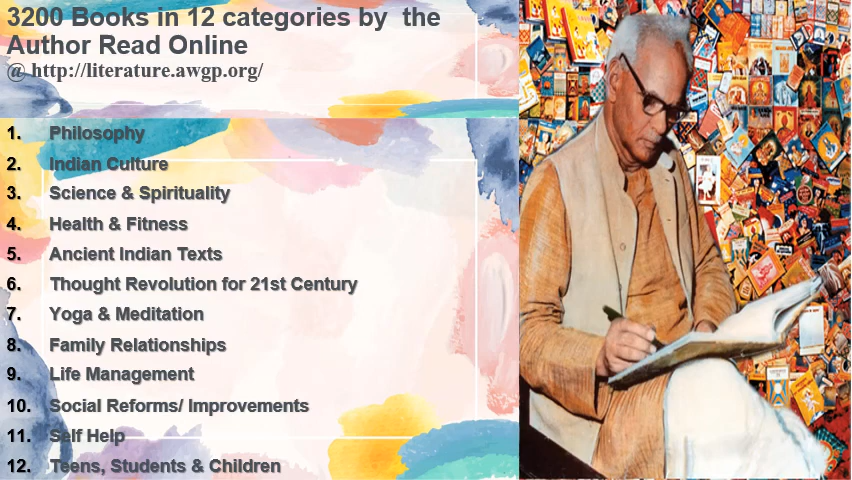 3200 Books in 12 categories by the
Author Read Online
@ http://literature.awgp.org/
1. Philosophy
2. Indian Culture
3. Science & Spirituality
4. Health & Fitness
5. Ancient Indian Texts
6. Thought Revolution for 21st Century
7. Yoga & Meditation
8. Family Relationships
9. Life Management
10. Social Reforms/ Improvements
11. Self Help
12. Teens, Students & Children